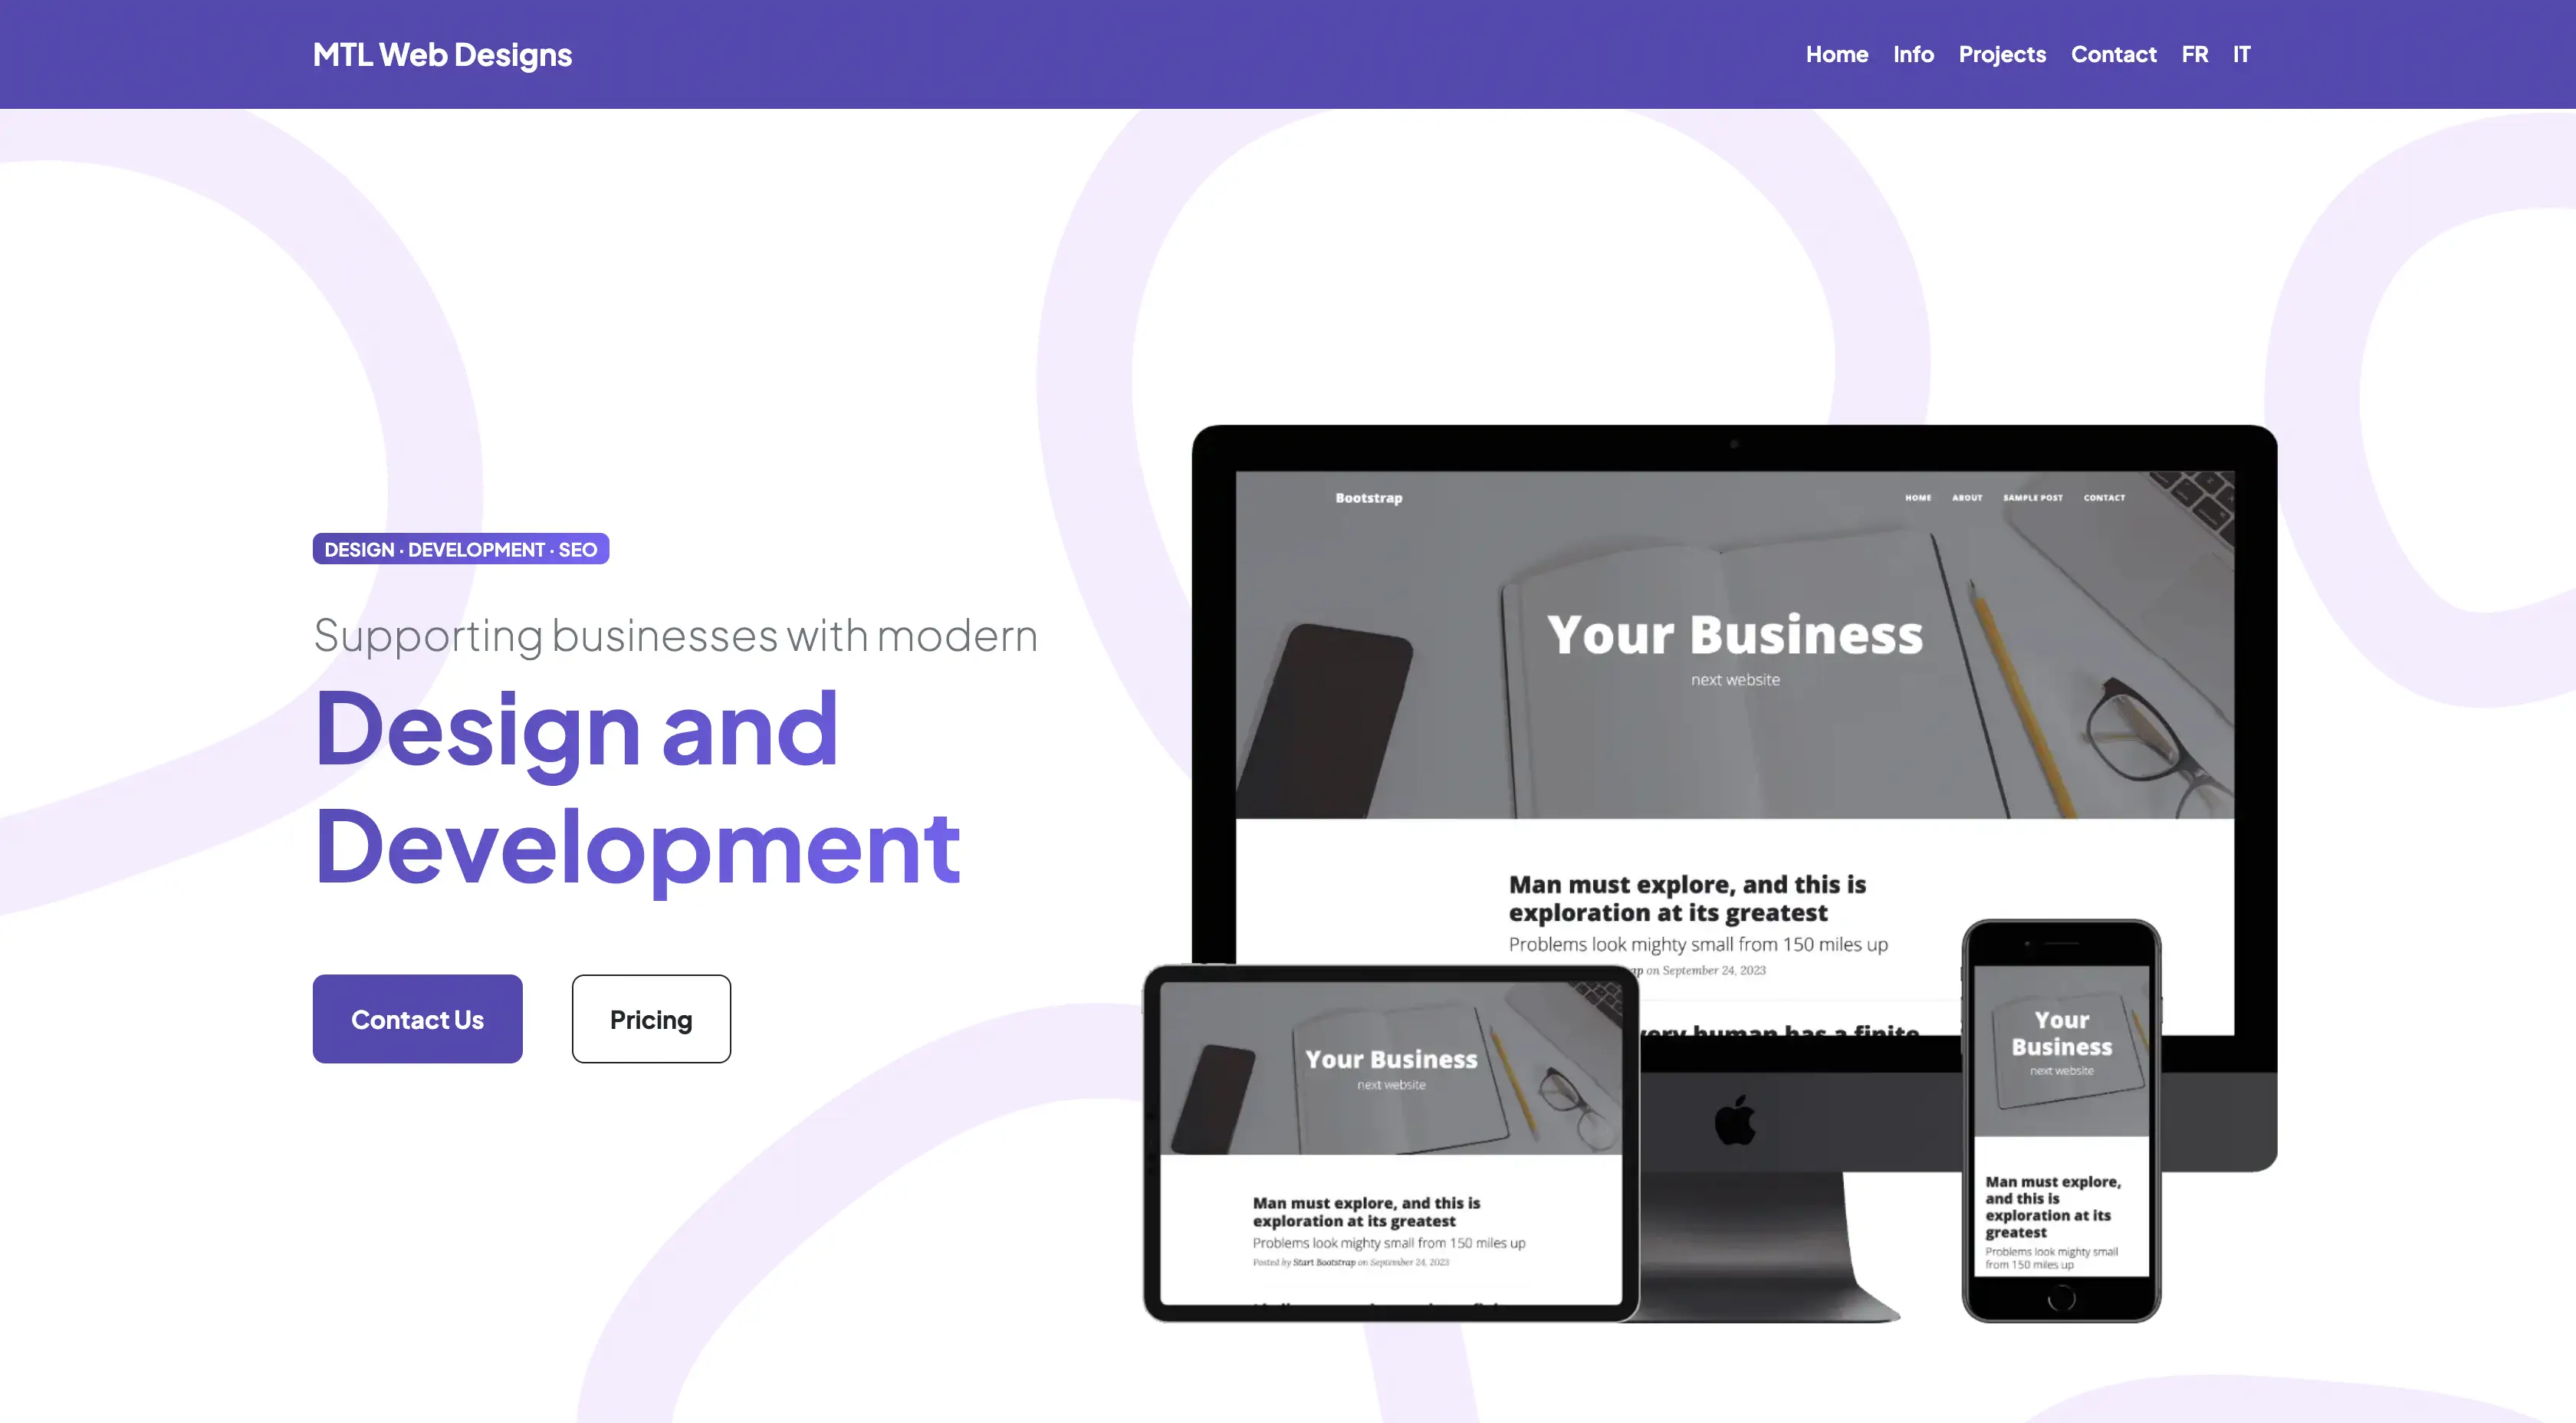 MTL Web Designs
Home Info Projects Contact FR IT
DESIGN · DEVELOPMENT · SEO
Supporting businesses with modern
Design and
Development
Contact Us
Pricing
Bootstrap
HOME ABOUT SAMPLE POST CONTACT
Your Business
next website
Man must explore, and this is
exploration at its greatest
Problems look mighty small from 150 miles up
on September 24, 2023
human has a finite
Your Business
next website
Man must explore, and this is
exploration at its greatest
Problems look mighty small from 150 miles up
Posted by Start Bootstrap on September 24, 2023
Your
Business
next website
Man must explore,
and this is
exploration at its
greatest
Problems look mighty small
from 150 miles up